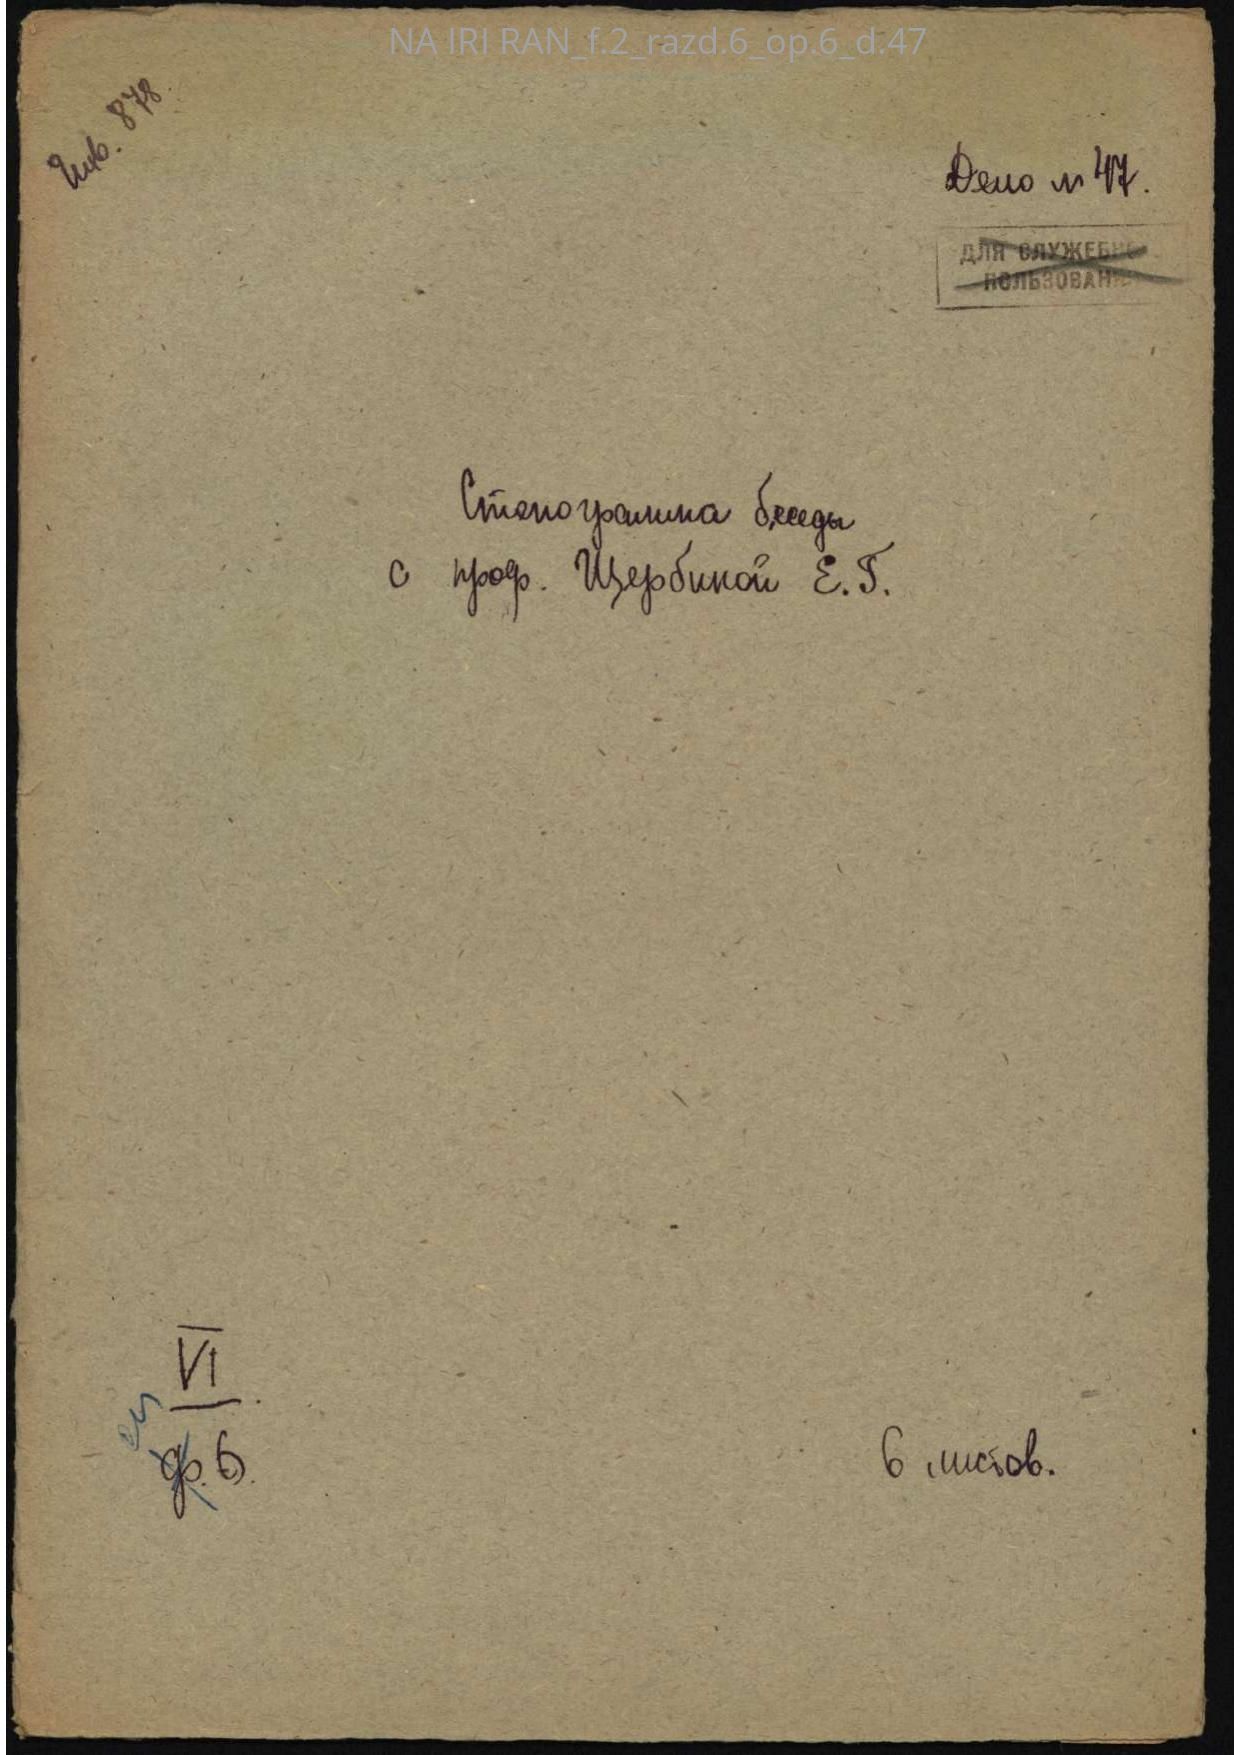 NA IRI RAN_f.2_razd.6_op.6_d.47
Инв. 878.
Дело № 47.
ДЛЯ СЛУЖЕБНО
ПОЛЬЗОВАНИ
Стенограмма беседы
с проф. Щербиной Е.Г.
VI
ф. 6.
6 листов.